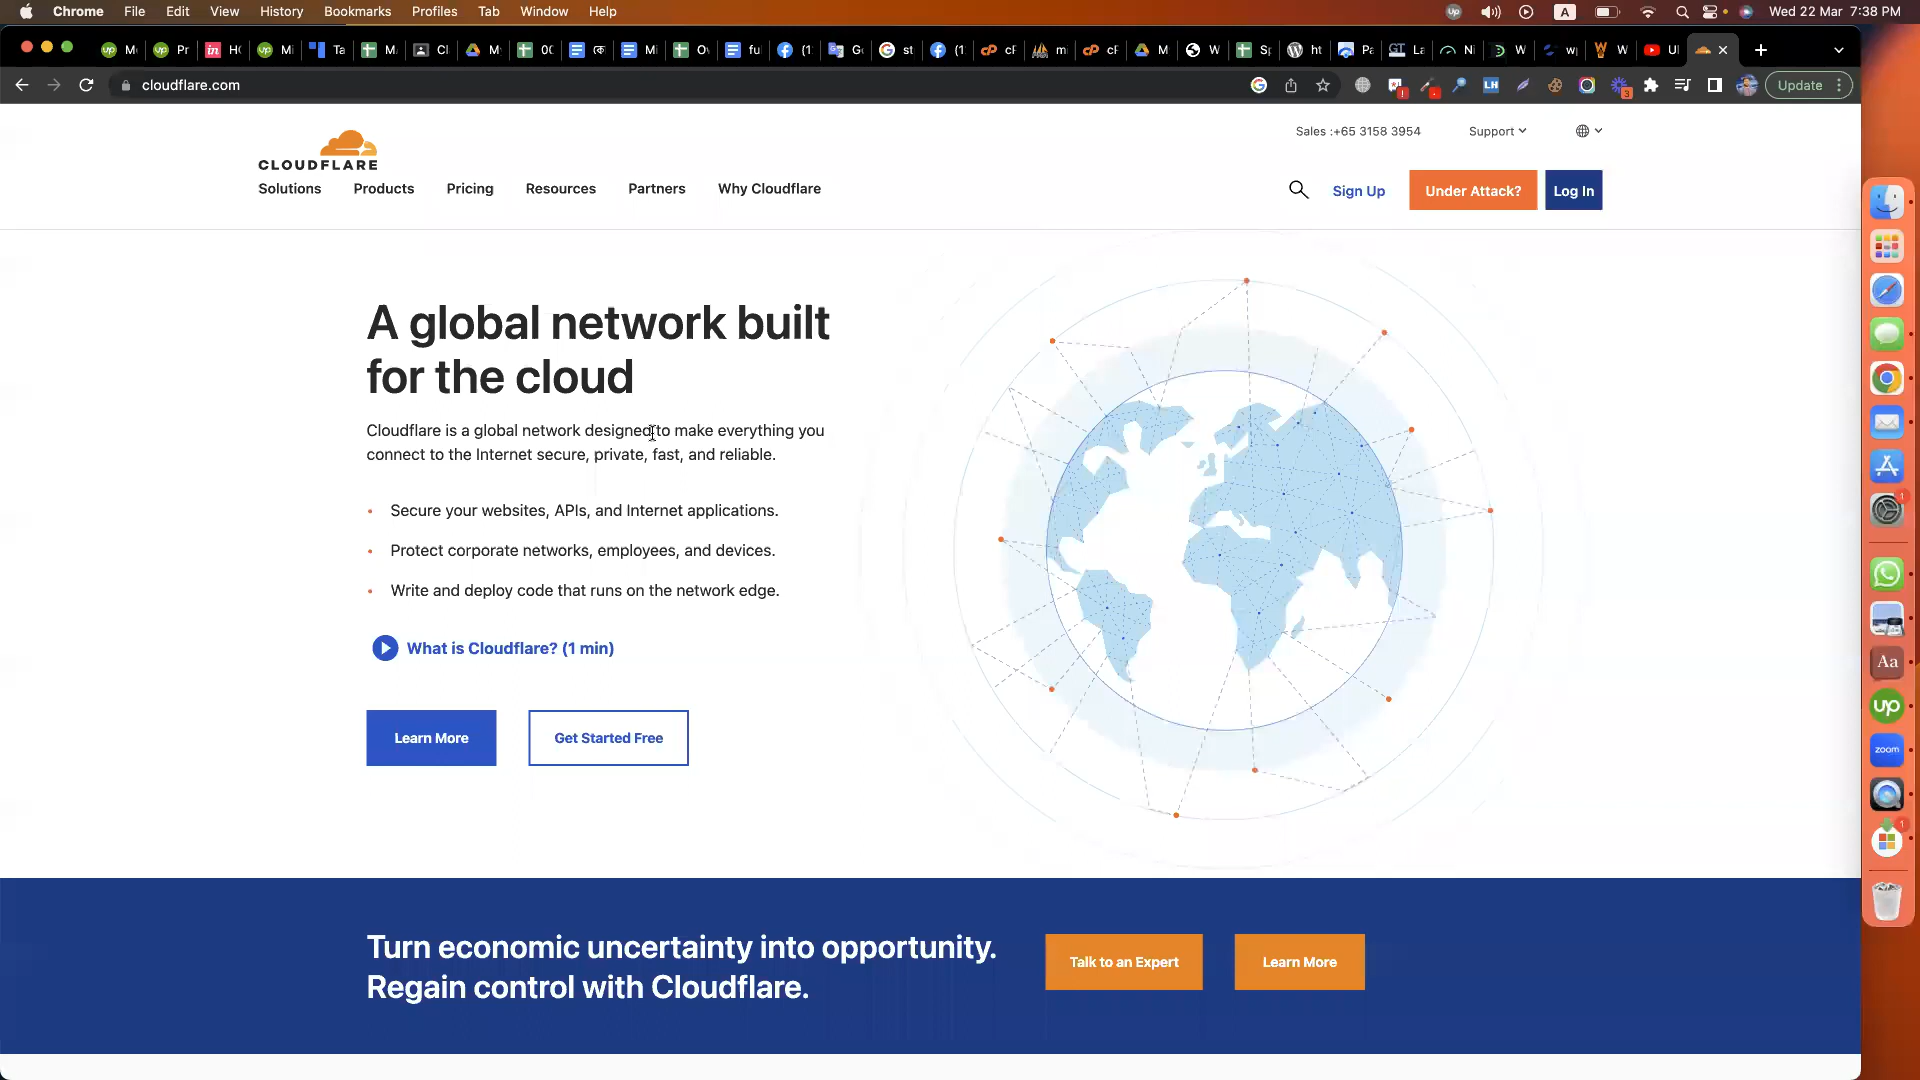 Chrome File Edit View History Bookmarks Profiles Tab Window Help
A
Wed 22 Mar 7:38 PM
cloudflare.com
Update
CLOUDFLARE
Sales :+65 3158 3954
Support
Solutions Products Pricing Resources Partners Why Cloudflare
Sign Up
Under Attack?
Log In
A global network built
for the cloud
Cloudflare is a global network designed to make everything you
connect to the Internet secure, private, fast, and reliable.
Secure your websites, APIs, and Internet applications.
Protect corporate networks, employees, and devices.
Write and deploy code that runs on the network edge.
What is Cloudflare? (1 min)
Learn More
Get Started Free
Turn economic uncertainty into opportunity.
Regain control with Cloudflare.
Talk to an Expert
Learn More
Aa
up
zoom